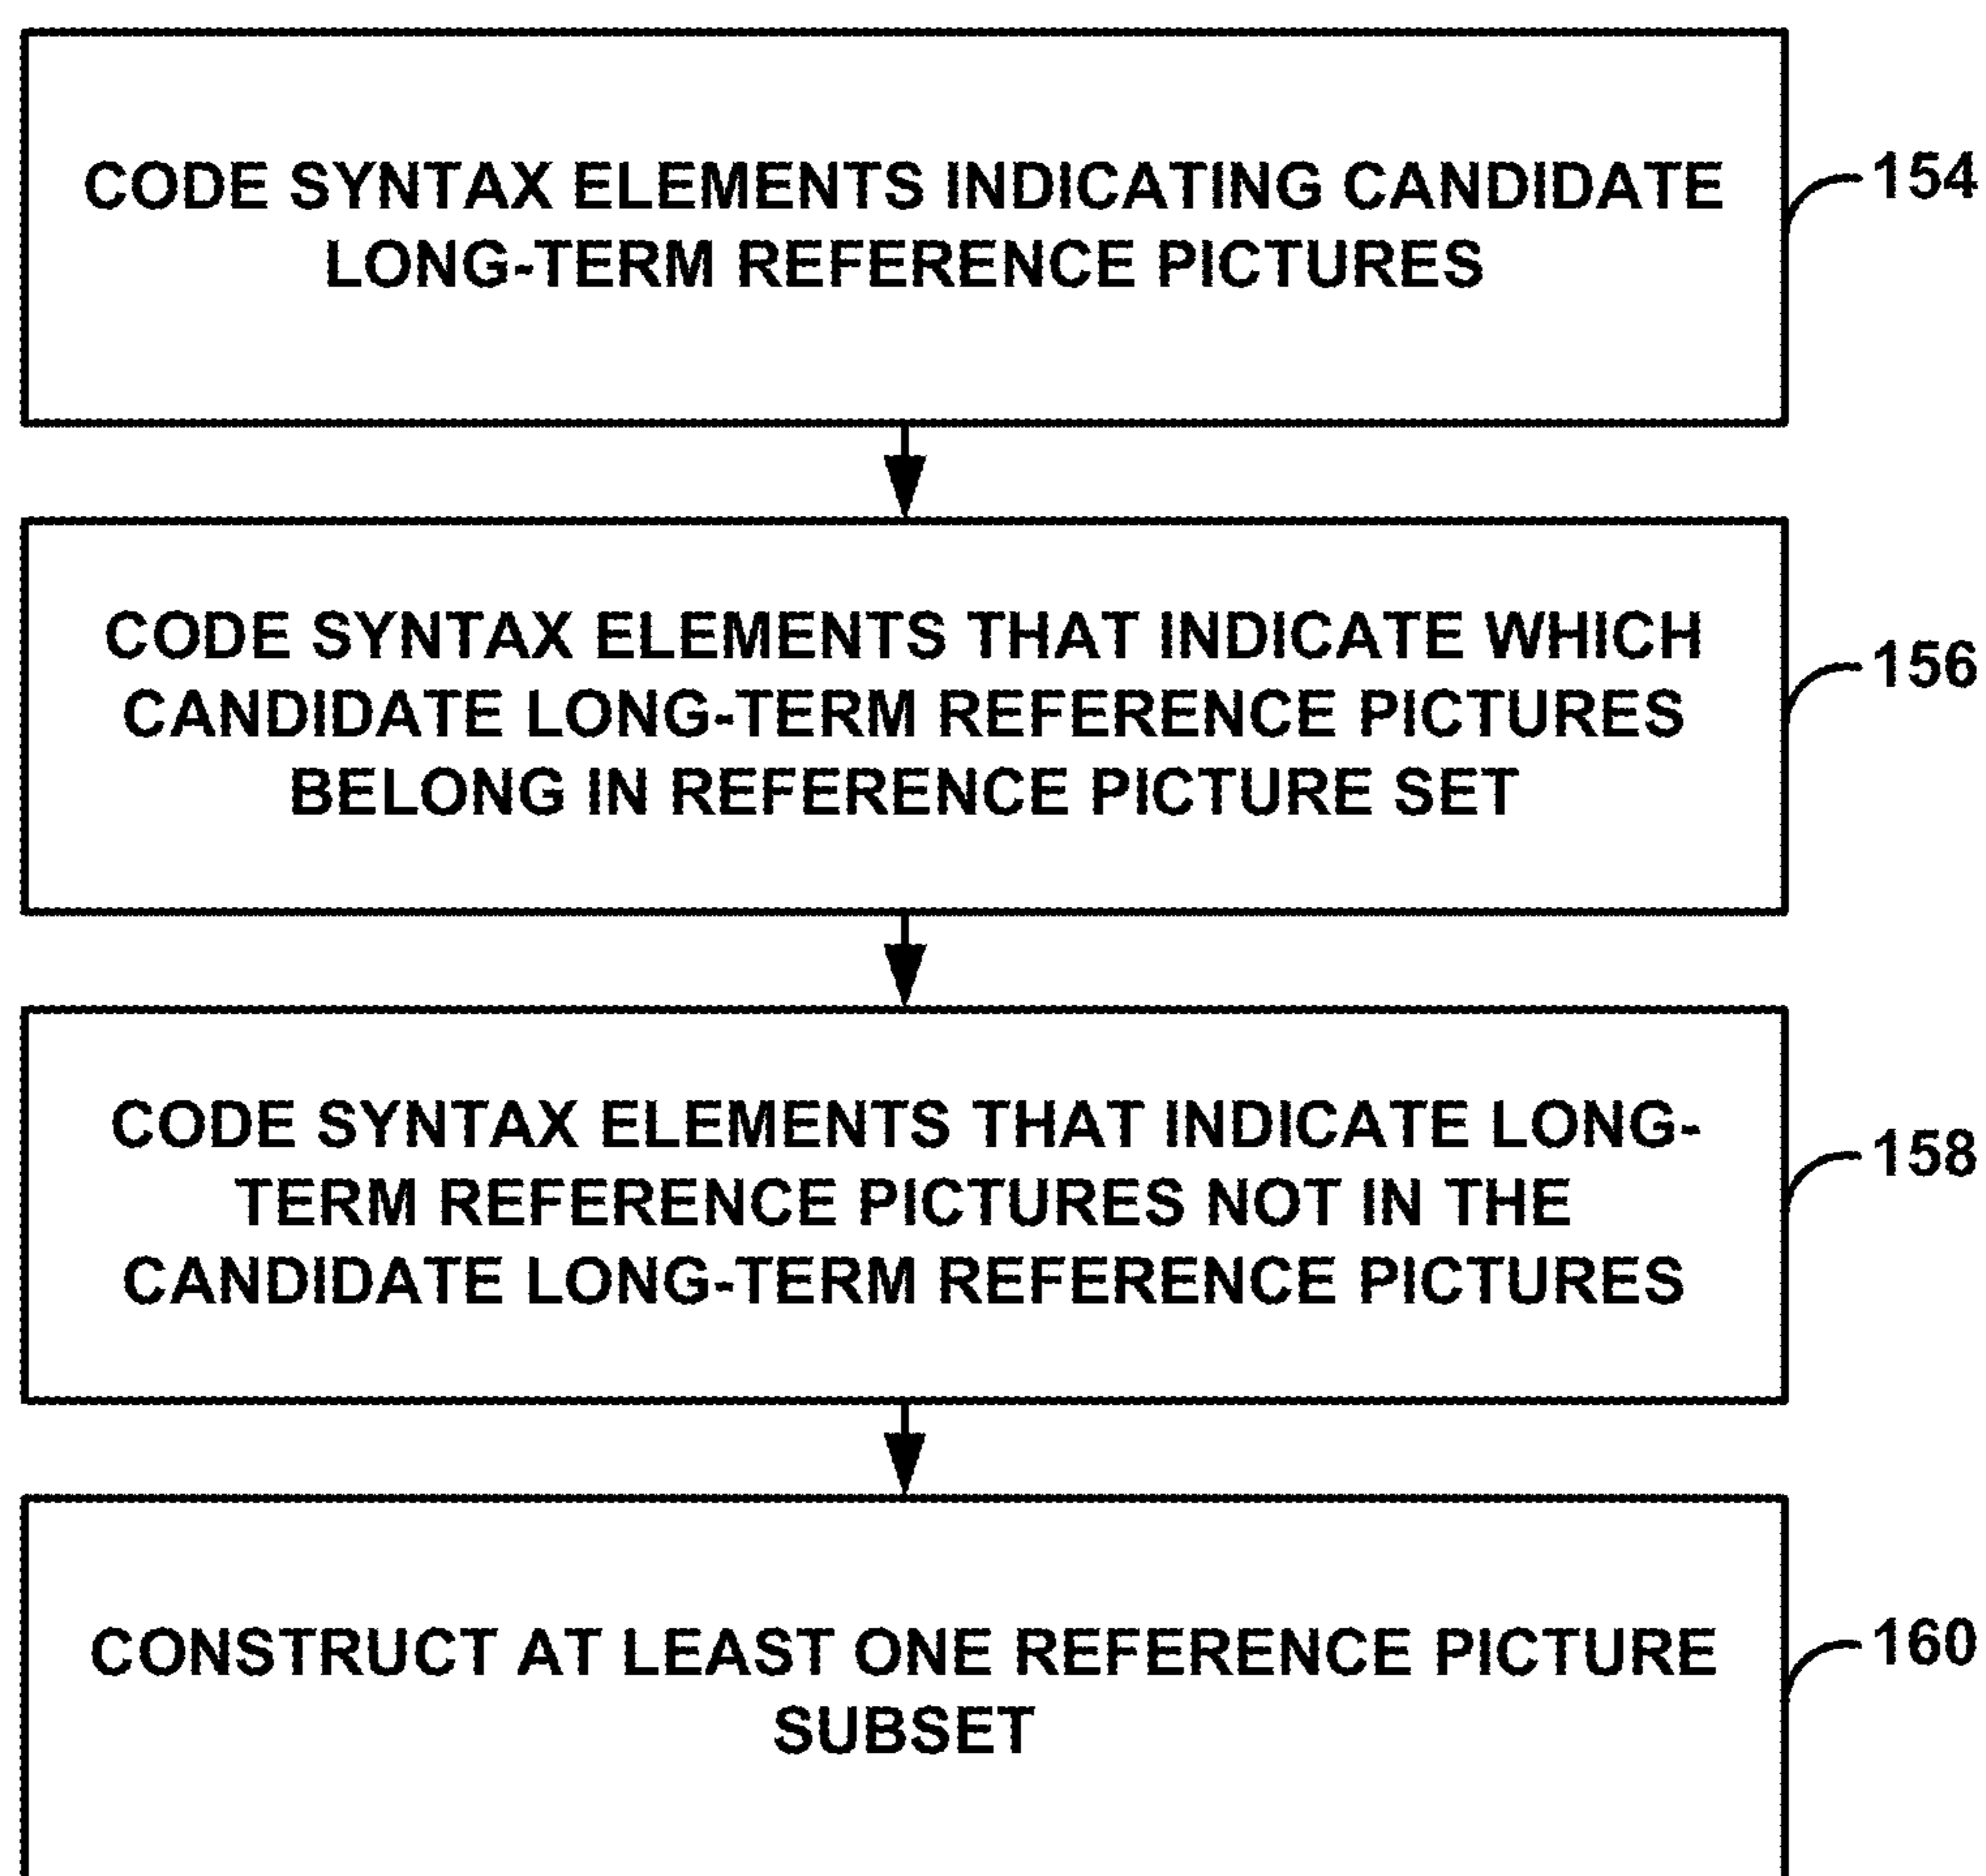 CODE SYNTAX ELEMENTS INDICATING CANDIDATE
LONG-TERM REFERENCE PICTURES
154
CODE SYNTAX ELEMENTS THAT INDICATE WHICH
CANDIDATE LONG-TERM REFERENCE PICTURES
BELONG IN REFERENCE PICTURE SET
156
CODE SYNTAX ELEMENTS THAT INDICATE LONG-
TERM REFERENCE PICTURES NOT IN THE
CANDIDATE LONG-TERM REFERENCE PICTURES
158
CONSTRUCT AT LEAST ONE REFERENCE PICTURE
SUBSET
160